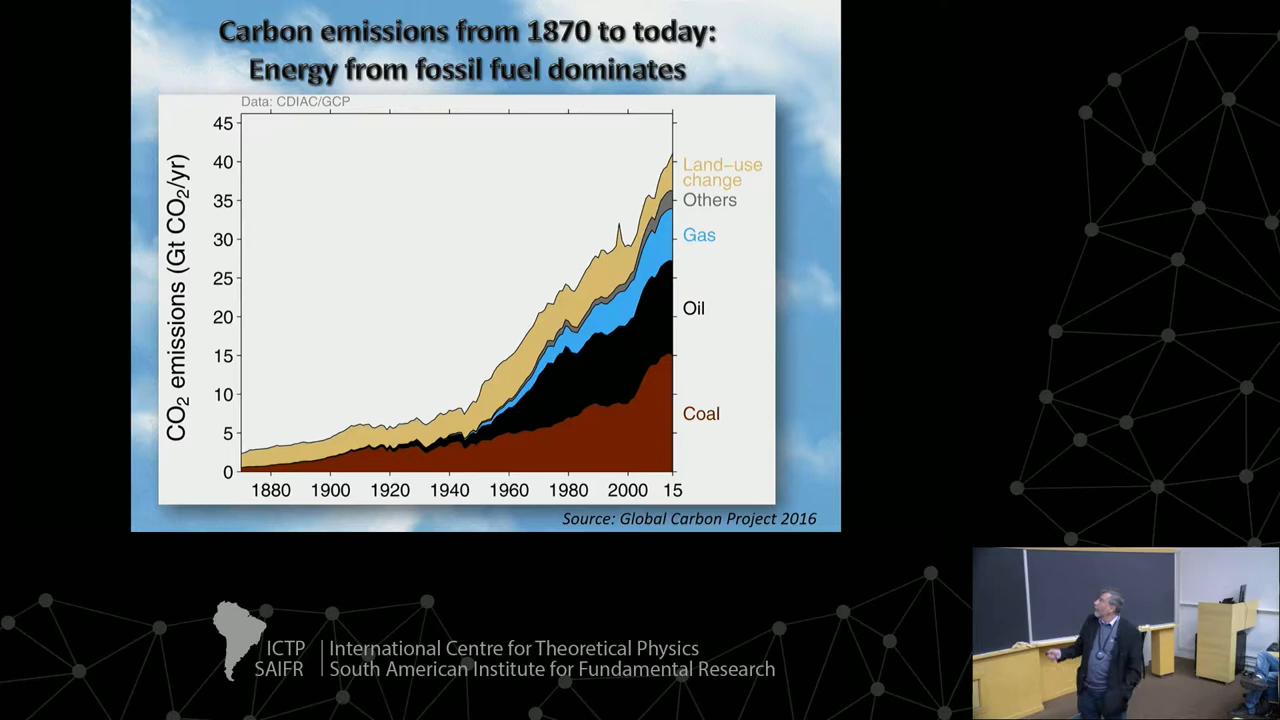 Carbon emissions from 1870 to today:
Energy from fossil fuel dominates
Data: CDIAC/GCP
CO2 emissions (Gt CO2/yr)
45
40
35
30
25
20
15
10
5
0
1880 1900 1920 1940 1960 1980 2000 15
Land–use
change
Others
Gas
Oil
Coal
Source: Global Carbon Project 2016
ICTP
SAIFR
International Centre for Theoretical Physics
South American Institute for Fundamental Research